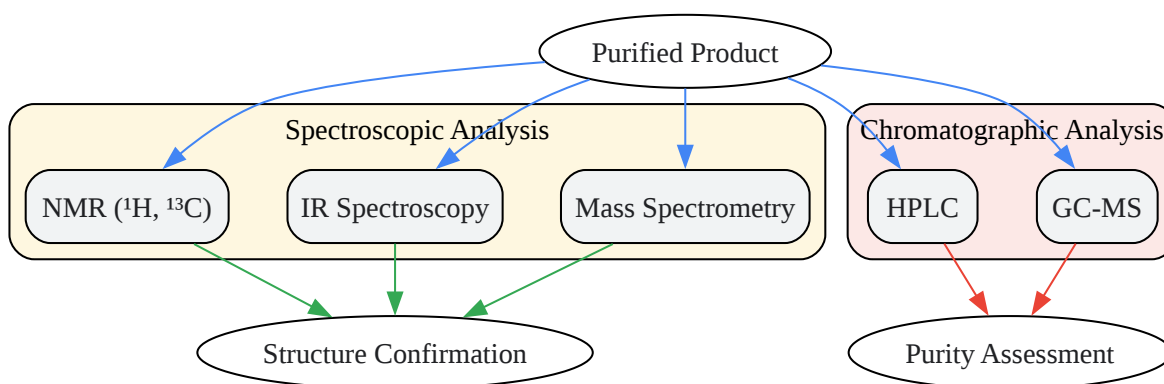 Purified Product
Spectroscopic Analysis
Chromatographic Analysis
NMR (¹H, ¹³C)
IR Spectroscopy
Mass Spectrometry
HPLC
GC-MS
Structure Confirmation
Purity Assessment